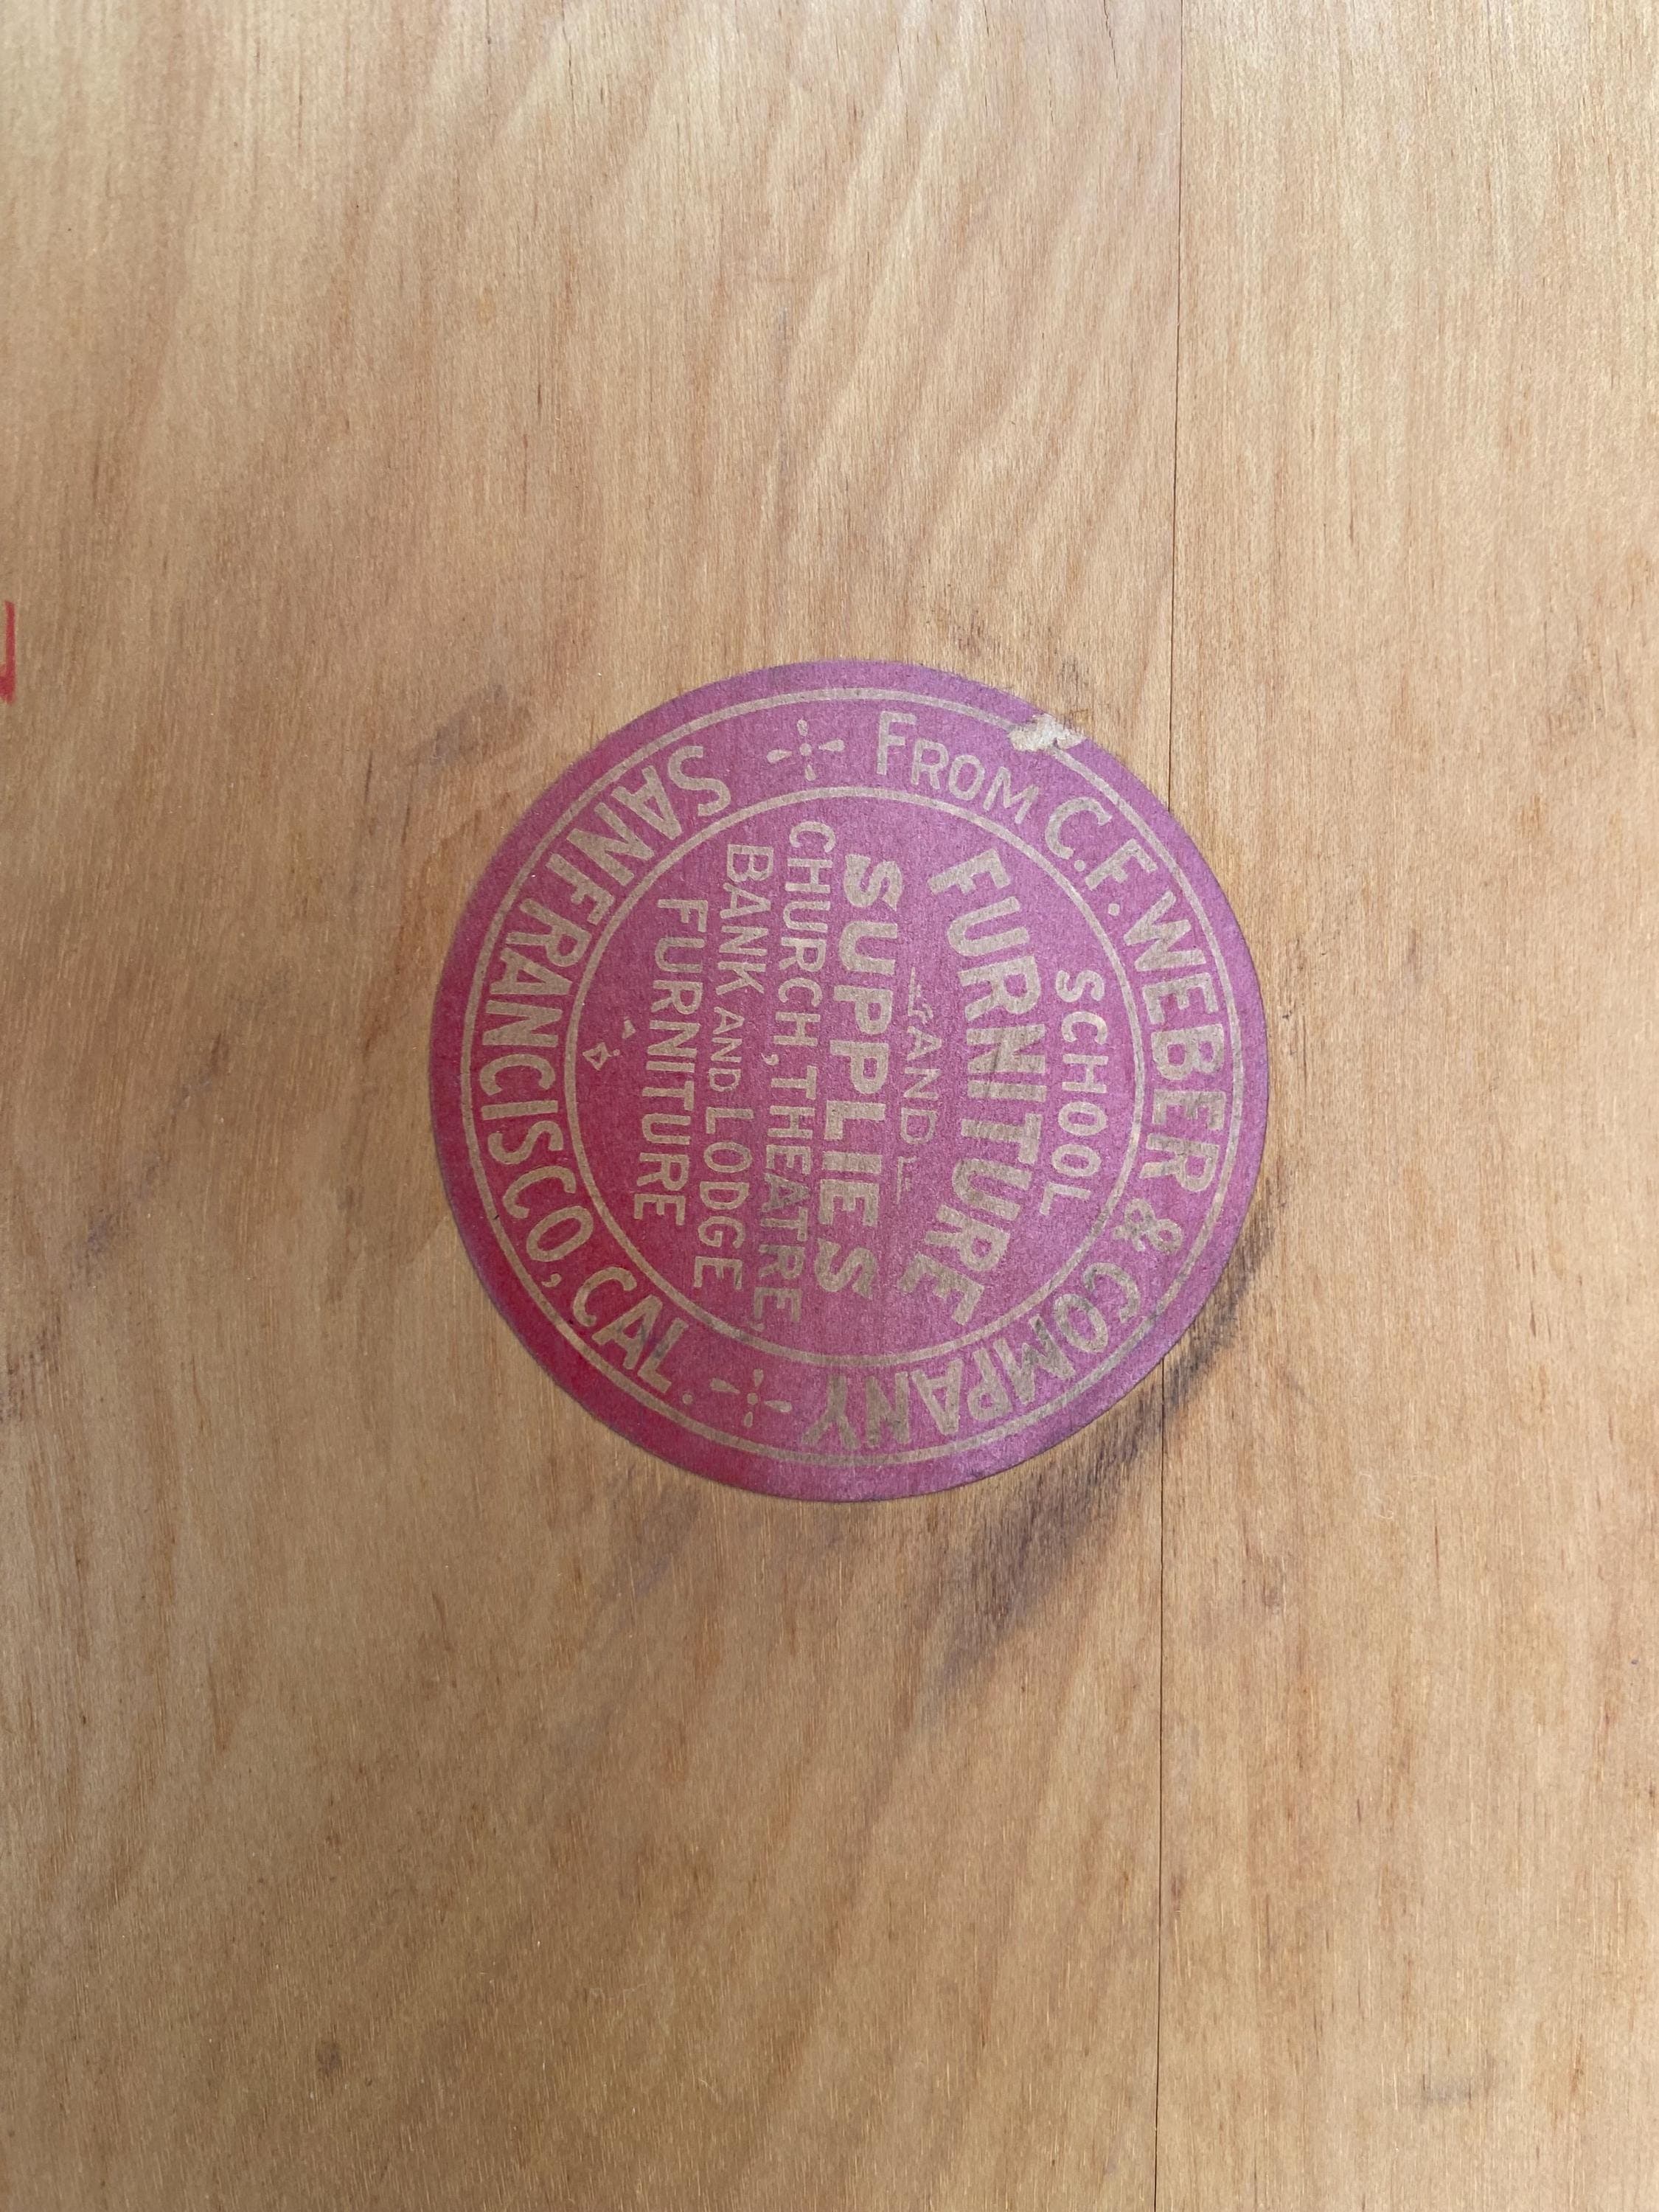 FROM C.F. WEBER & COMPANY
SCHOOL
FURNITURE
AND
SUPPLIES
CHURCH, THEATRE,
BANK AND LODGE
FURNITURE
SAN FRANCISCO, CAL.